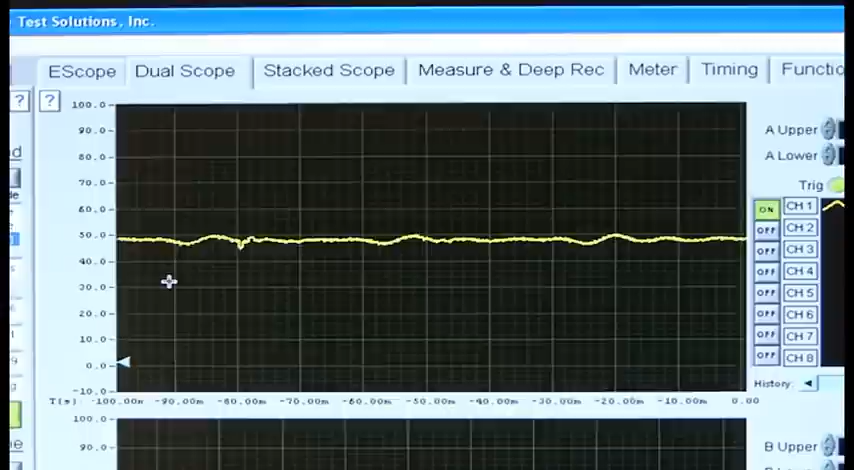 Test Solutions, Inc.
EScope Dual Scope Stacked Scope Measure & Deep Rec Meter Timing Functio
? ?
100.0
90.0
80.0
70.0
60.0
50.0
40.0
30.0
20.0
10.0
0.0
-10.0
T(s) -100.00m -90.00m -80.00m -70.00m -60.00m -50.00m -40.00m -30.00m -20.00m -10.00m 0.00
A Upper
A Lower
Trig
ON CH 1
OFF CH 2
OFF CH 3
OFF CH 4
OFF CH 5
OFF CH 6
OFF CH 7
OFF CH 8
History:
100.0
90.0
B Upper